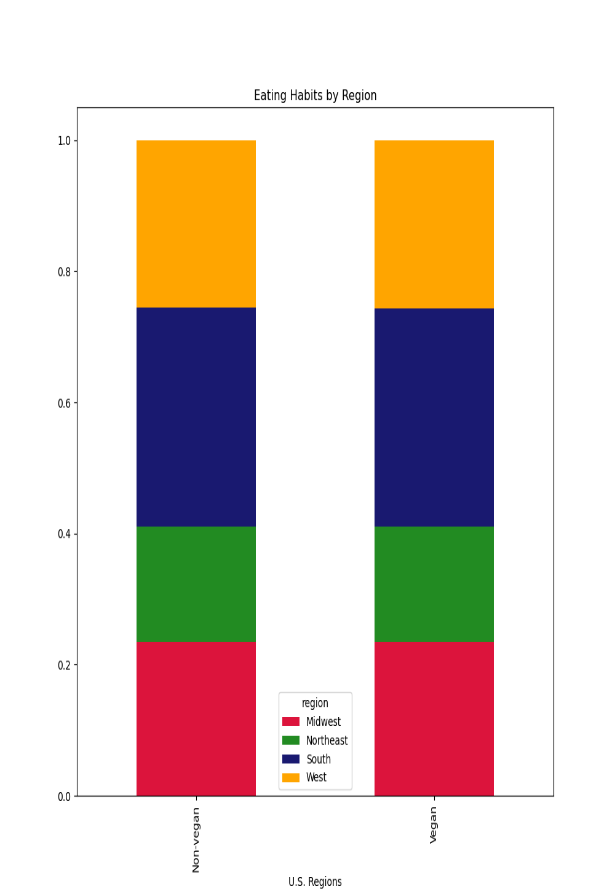 Eating Habits by Region
1.0
0.8
0.6
0.4
0.2
0.0
region
Midwest
Northeast
South
West
Non-vegan
Vegan
U.S. Regions